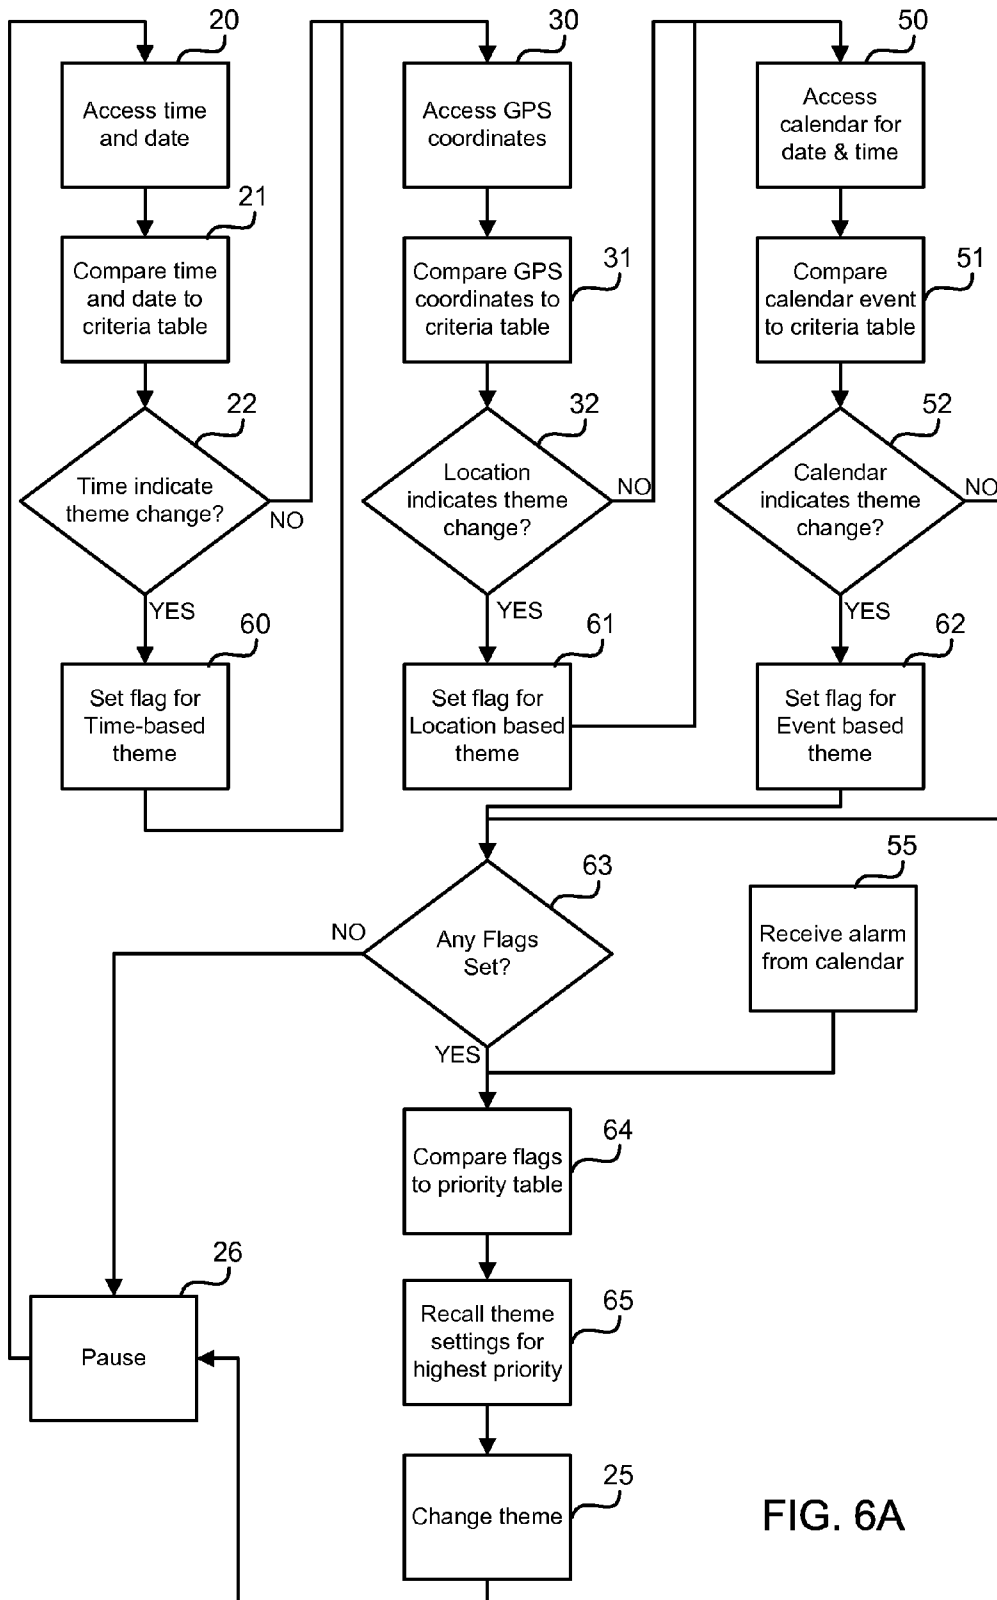 20
Access time
and date
21
Compare time
and date to
criteria table
22
Time indicate
theme change?
NO
YES
60
Set flag for
Time-based
theme
30
Access GPS
coordinates
31
Compare GPS
coordinates to
criteria table
32
Location
indicates theme
change?
NO
YES
61
Set flag for
Location based
theme
50
Access
calendar for
date & time
51
Compare
calendar event
to criteria table
52
Calendar
indicates theme
change?
NO
YES
62
Set flag for
Event based
theme
63
Any Flags
Set?
NO
YES
55
Receive alarm
from calendar
64
Compare flags
to priority table
65
Recall theme
settings for
highest priority
26
Pause
25
Change theme
FIG. 6A